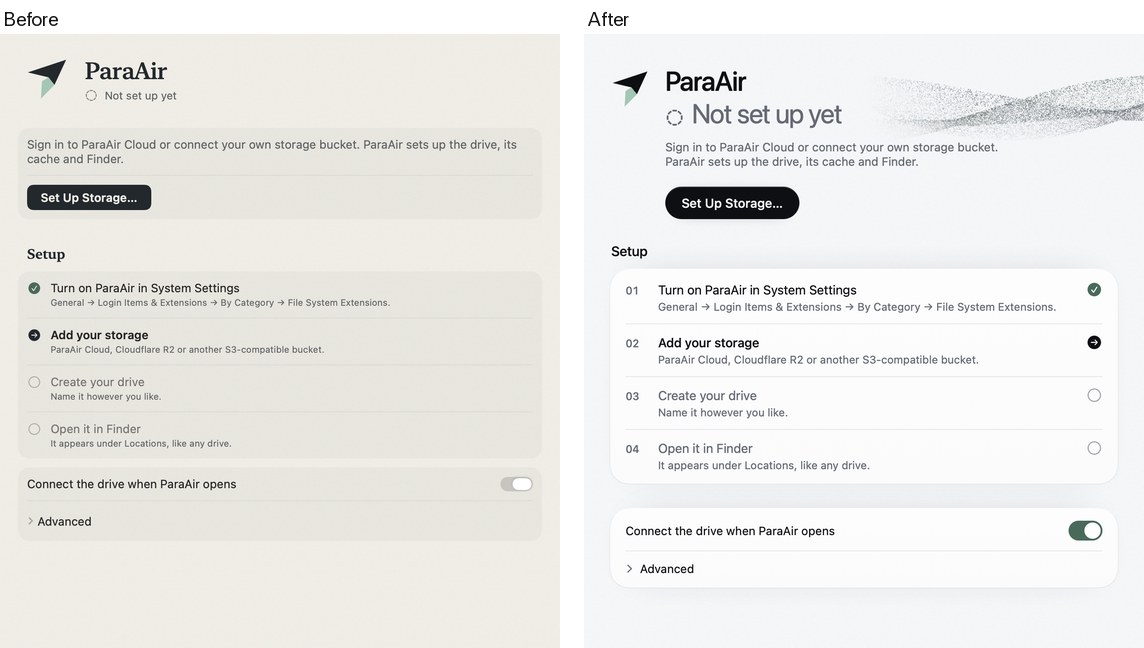 Before
ParaAir
Not set up yet
Sign in to ParaAir Cloud or connect your own storage bucket. ParaAir sets up the drive, its
cache and Finder.
Set Up Storage...
Setup
Turn on ParaAir in System Settings
General → Login Items & Extensions → By Category → File System Extensions.
Add your storage
ParaAir Cloud, Cloudflare R2 or another S3-compatible bucket.
Create your drive
Name it however you like.
Open it in Finder
It appears under Locations, like any drive.
Connect the drive when ParaAir opens
Advanced
After
ParaAir
Not set up yet
Sign in to ParaAir Cloud or connect your own storage bucket.
ParaAir sets up the drive, its cache and Finder.
Set Up Storage...
Setup
01 Turn on ParaAir in System Settings
General → Login Items & Extensions → By Category → File System Extensions.
02 Add your storage
ParaAir Cloud, Cloudflare R2 or another S3-compatible bucket.
03 Create your drive
Name it however you like.
04 Open it in Finder
It appears under Locations, like any drive.
Connect the drive when ParaAir opens
Advanced